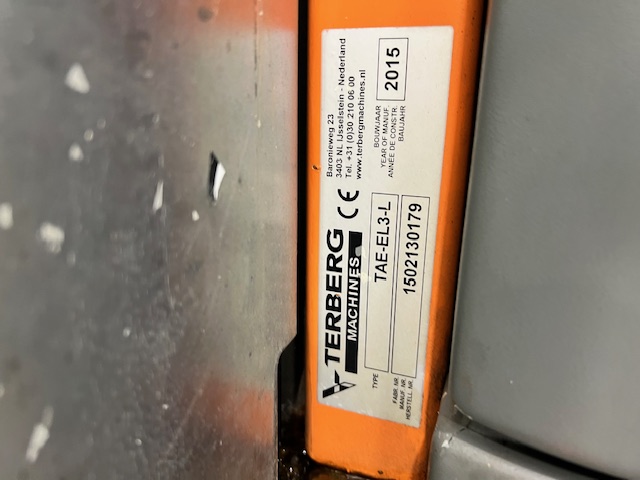 TERBERG
MACHINES
CE
Baronieweg 23
3403 NL IJsselstein - Nederland
Tel. +31 (0)30 210 06 00
www.terbergmachines.nl
TYPE
TAE-EL3-L
BOUWJAAR
YEAR OF MANUF.
ANNÉE DE CONSTR.
BAUJAHR
2015
FABR. NR.
MANUF. NR.
HERSTELL. NR.
1502130179